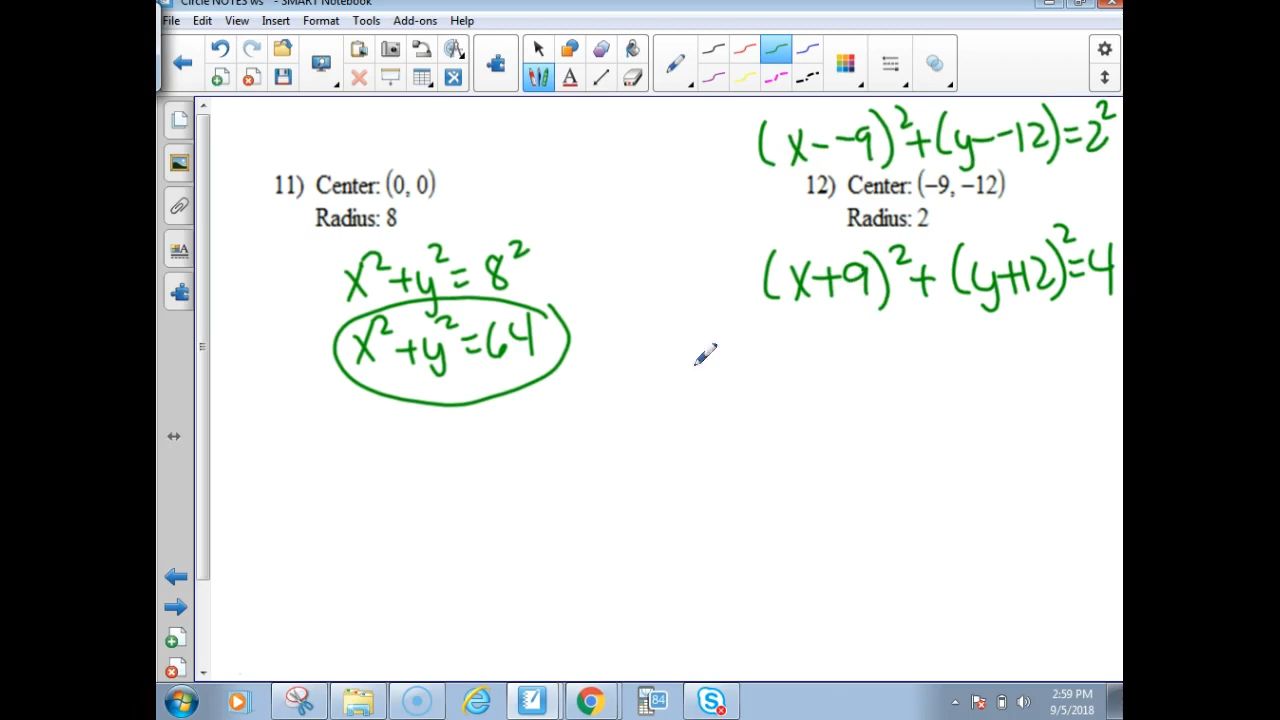 Circle NOTES ws - SMART Notebook
File Edit View Insert Format Tools Add-ons Help
(x--9)²+(y--12)=2²
11) Center: (0, 0)
Radius: 8
x²+y²=8²
x²+y²=64
12) Center: (–9, –12)
Radius: 2
(x+9)²+(y+12)²=4
84
2:59 PM
9/5/2018